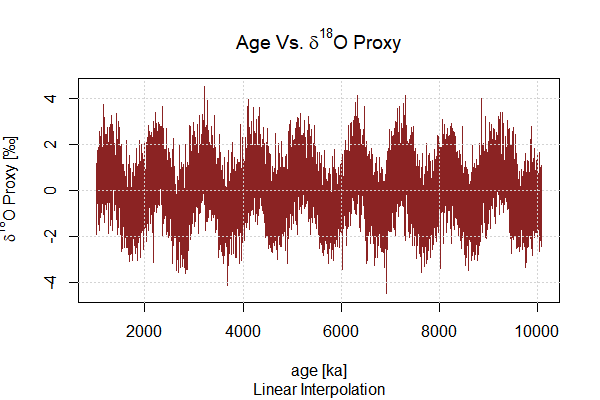 Age Vs. δ¹⁸O Proxy
δ¹⁸O Proxy [‰]
4
2
0
-2
-4
2000 4000 6000 8000 10000
age [ka]
Linear Interpolation